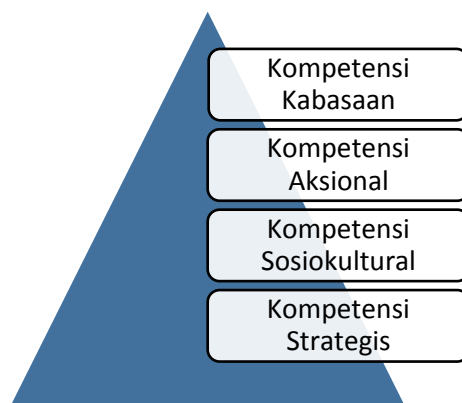 Kompetensi
Kabasaan
Kompetensi
Aksional
Kompetensi
Sosiokultural
Kompetensi
Strategis